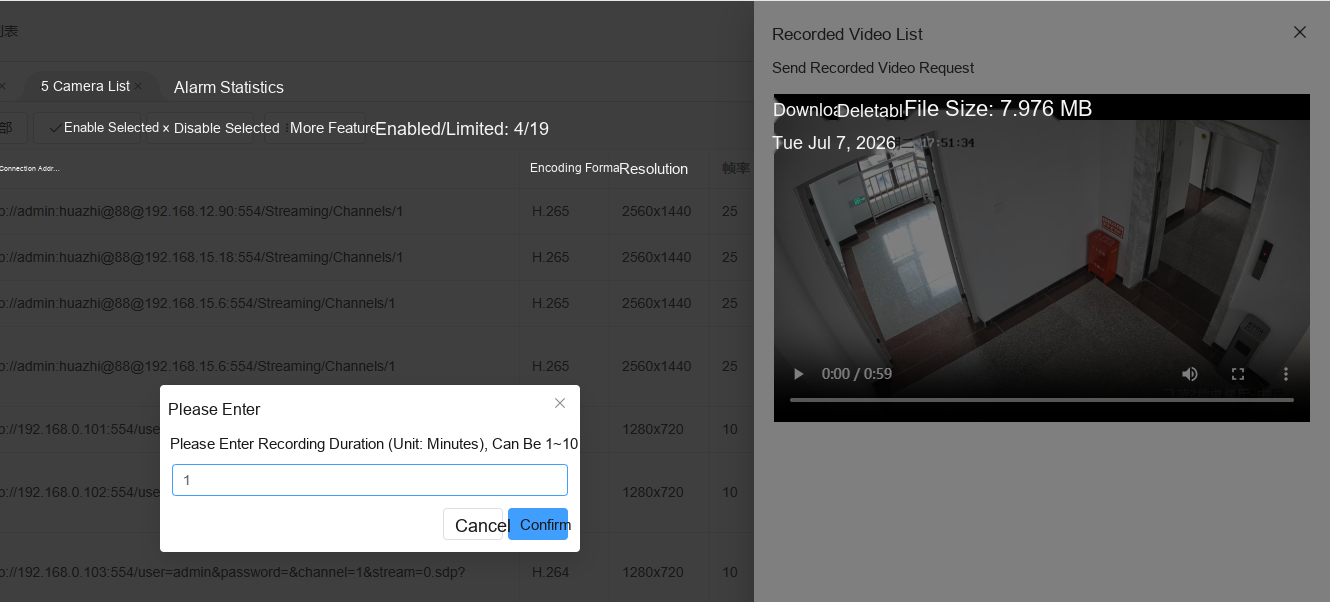 列表
Recorded Video List
Send Recorded Video Request
5 Camera List
Alarm Statistics
部
Enable Selected × Disable Selected
More Feature
Enabled/Limited: 4/19
Connection Addr...
Encoding Forma
Resolution
帧率
p://admin:huazhi@88@192.168.12.90:554/Streaming/Channels/1
H.265
2560x1440
25
p://admin:huazhi@88@192.168.15.18:554/Streaming/Channels/1
H.265
2560x1440
25
p://admin:huazhi@88@192.168.15.6:554/Streaming/Channels/1
H.265
2560x1440
25
p://admin:huazhi@88@192.168.15.6:554/Streaming/Channels/1
H.265
2560x1440
25
p://192.168.0.101:554/use
1280x720
10
p://192.168.0.102:554/use
1280x720
10
p://192.168.0.103:554/user=admin&password=&channel=1&stream=0.sdp?
H.264
1280x720
10
Please Enter
Please Enter Recording Duration (Unit: Minutes), Can Be 1~10
1
Cancel
Confirm
Downloa
Deletabl
File Size: 7.976 MB
Tue Jul 7, 2026
17:51:34
0:00 / 0:59